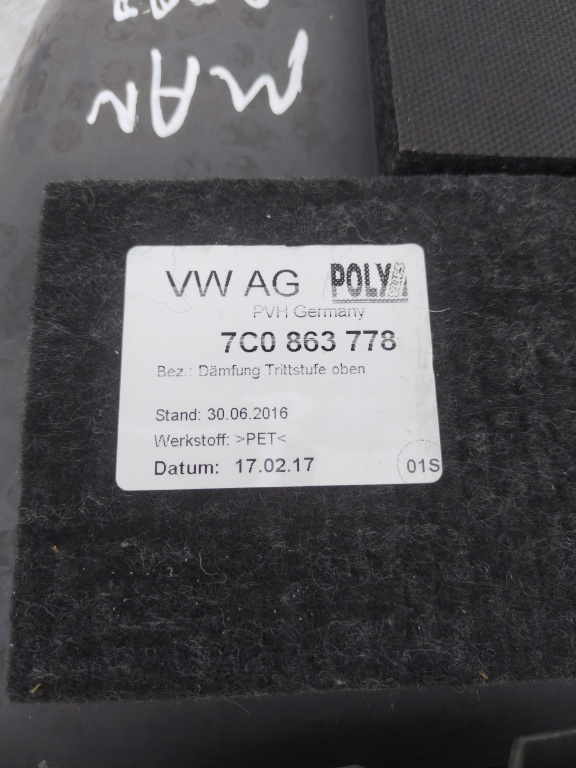 MAN
VW AG POLY
PVH Germany
7C0 863 778
Bez.: Dämfung Trittstufe oben
Stand: 30.06.2016
Werkstoff: >PET<
Datum: 17.02.17
01S